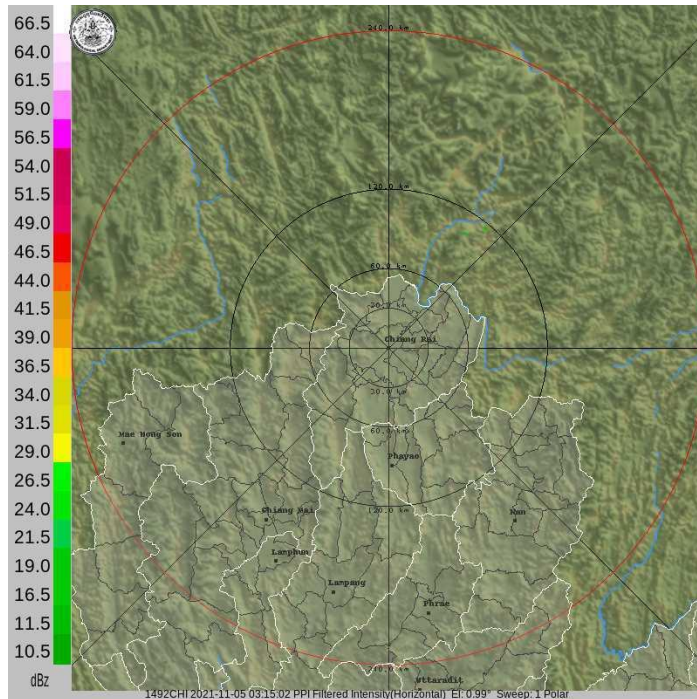 66.5
64.0
61.5
59.0
56.5
54.0
51.5
49.0
46.5
44.0
41.5
39.0
36.5
34.0
31.5
29.0
26.5
24.0
21.5
19.0
16.5
11.5
10.5
dBz
240.0 km
120.0 km
60.0 km
Chiang Rai
60.0 km
Mae Hong Son
Phayao
120.0 km
Chiang Mai
Nan
Lamphun
Lampang
Phrae
240.0 km
Uttaradit
1492CHI 2021-11-05 03:15:02 PPI Filtered Intensity(Horizontal) El: 0.99° Sweep: 1 Polar